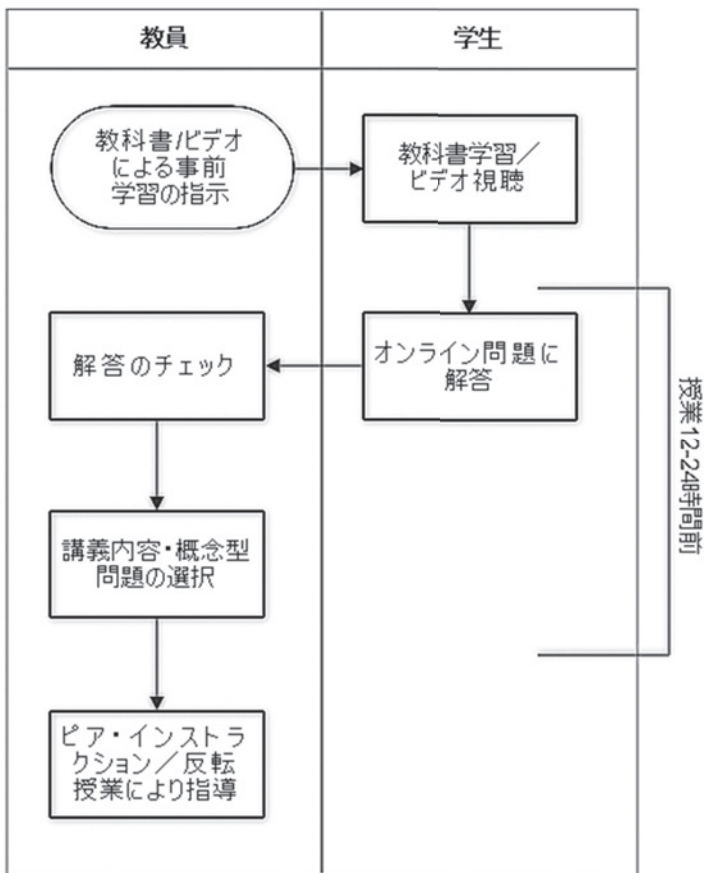 教員
学生
教科書/ビデオ
による事前
学習の指示
教科書学習／
ビデオ視聴
オンライン問題に
解答
解答のチェック
講義内容・概念型
問題の選択
ピア・インストラ
クション／反転
授業により指導
授業12-24時間前